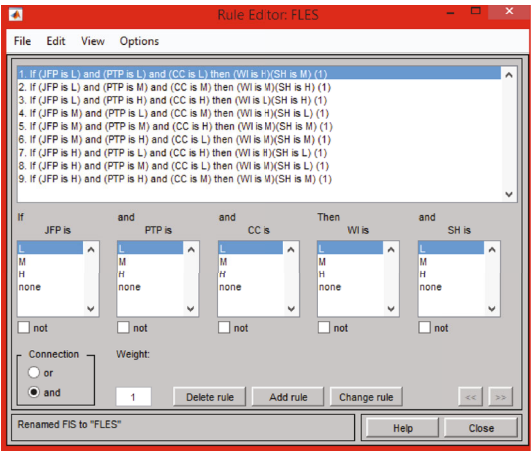 Rule Editor: FLES
File Edit View Options
1. If (JFP is L) and (PTP is L) and (CC is L) then (WI is H)(SH is M) (1)
2. If (JFP is L) and (PTP is M) and (CC is M) then (WI is M)(SH is H) (1)
3. If (JFP is L) and (PTP is H) and (CC is H) then (WI is L)(SH is H) (1)
4. If (JFP is M) and (PTP is L) and (CC is M) then (WI is H)(SH is L) (1)
5. If (JFP is M) and (PTP is M) and (CC is H) then (WI is M)(SH is M) (1)
6. If (JFP is M) and (PTP is H) and (CC is L) then (WI is M)(SH is H) (1)
7. If (JFP is H) and (PTP is L) and (CC is H) then (WI is H)(SH is L) (1)
8. If (JFP is H) and (PTP is M) and (CC is L) then (WI is M)(SH is L) (1)
9. If (JFP is H) and (PTP is H) and (CC is M) then (WI is M)(SH is M) (1)
If and and Then and
JFP is PTP is CC is WI is SH is
L L L L L
M M M M M
H H H H H
none none none none none
not not not not not
Connection Weight:
or
and 1 Delete rule Add rule Change rule << >>
Renamed FIS to "FLES" Help Close